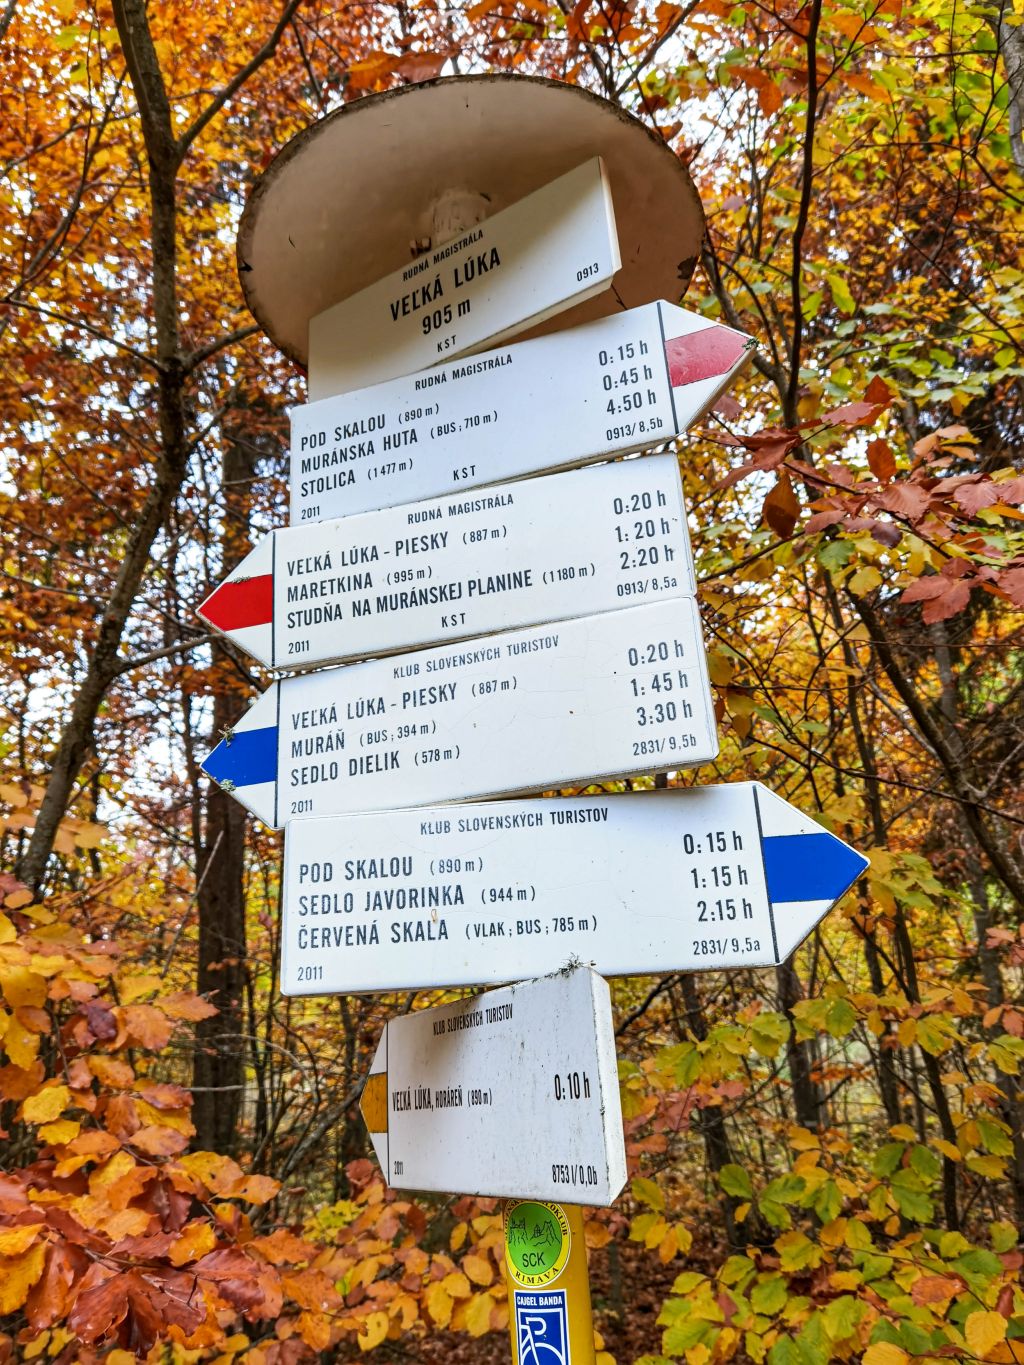 RUDNÁ MAGISTRÁLA
VEĽKÁ LÚKA
905 m
0913
KST
RUDNÁ MAGISTRÁLA
POD SKALOU (890 m) 0:15 h
MURÁNSKA HUTA (BUS; 710 m) 0:45 h
STOLICA (1477 m) 4:50 h
2011 KST 0913/8,5b
RUDNÁ MAGISTRÁLA
VEĽKÁ LÚKA - PIESKY (887 m) 0:20 h
MARETKINA (995 m) 1:20 h
STUDŇA NA MURÁNSKEJ PLANINE (1180 m) 2:20 h
2011 KST 0913/8,5a
KLUB SLOVENSKÝCH TURISTOV
VEĽKÁ LÚKA - PIESKY (887 m) 0:20 h
MURÁŇ (BUS; 394 m) 1:45 h
SEDLO DIELIK (578 m) 3:30 h
2011 2831/9,5b
KLUB SLOVENSKÝCH TURISTOV
POD SKALOU (890 m) 0:15 h
SEDLO JAVORINKA (944 m) 1:15 h
ČERVENÁ SKALA (VLAK; BUS; 785 m) 2:15 h
2011 2831/9,5a
KLUB SLOVENSKÝCH TURISTOV
VEĽKÁ LÚKA, HORÁREŇ (890 m) 0:10 h
2011 8753 l/0,0b
SCK
RIMAVA
CAJGEL BANDA